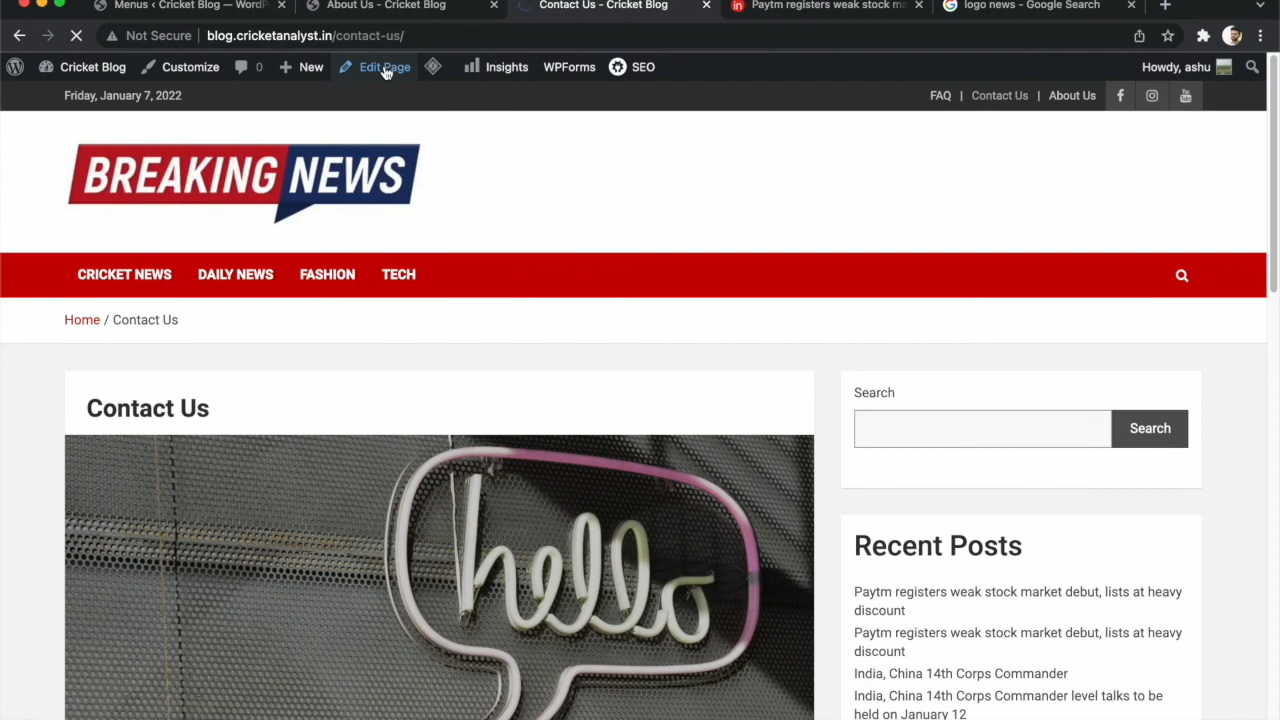 Menus ‹ Cricket Blog — WordP
About Us - Cricket Blog
Contact Us - Cricket Blog
Paytm registers weak stock m
logo news - Google Search
Not Secure
blog.cricketanalyst.in/contact-us/
Cricket Blog
Customize
0
New
Edit Page
Insights
WPForms
SEO
Howdy, ashu
Friday, January 7, 2022
FAQ | Contact Us | About Us
BREAKING NEWS
CRICKET NEWS
DAILY NEWS
FASHION
TECH
Home / Contact Us
Contact Us
hello
Search
Search
Recent Posts
Paytm registers weak stock market debut, lists at heavy
discount
Paytm registers weak stock market debut, lists at heavy
discount
India, China 14th Corps Commander
India, China 14th Corps Commander level talks to be
held on January 12